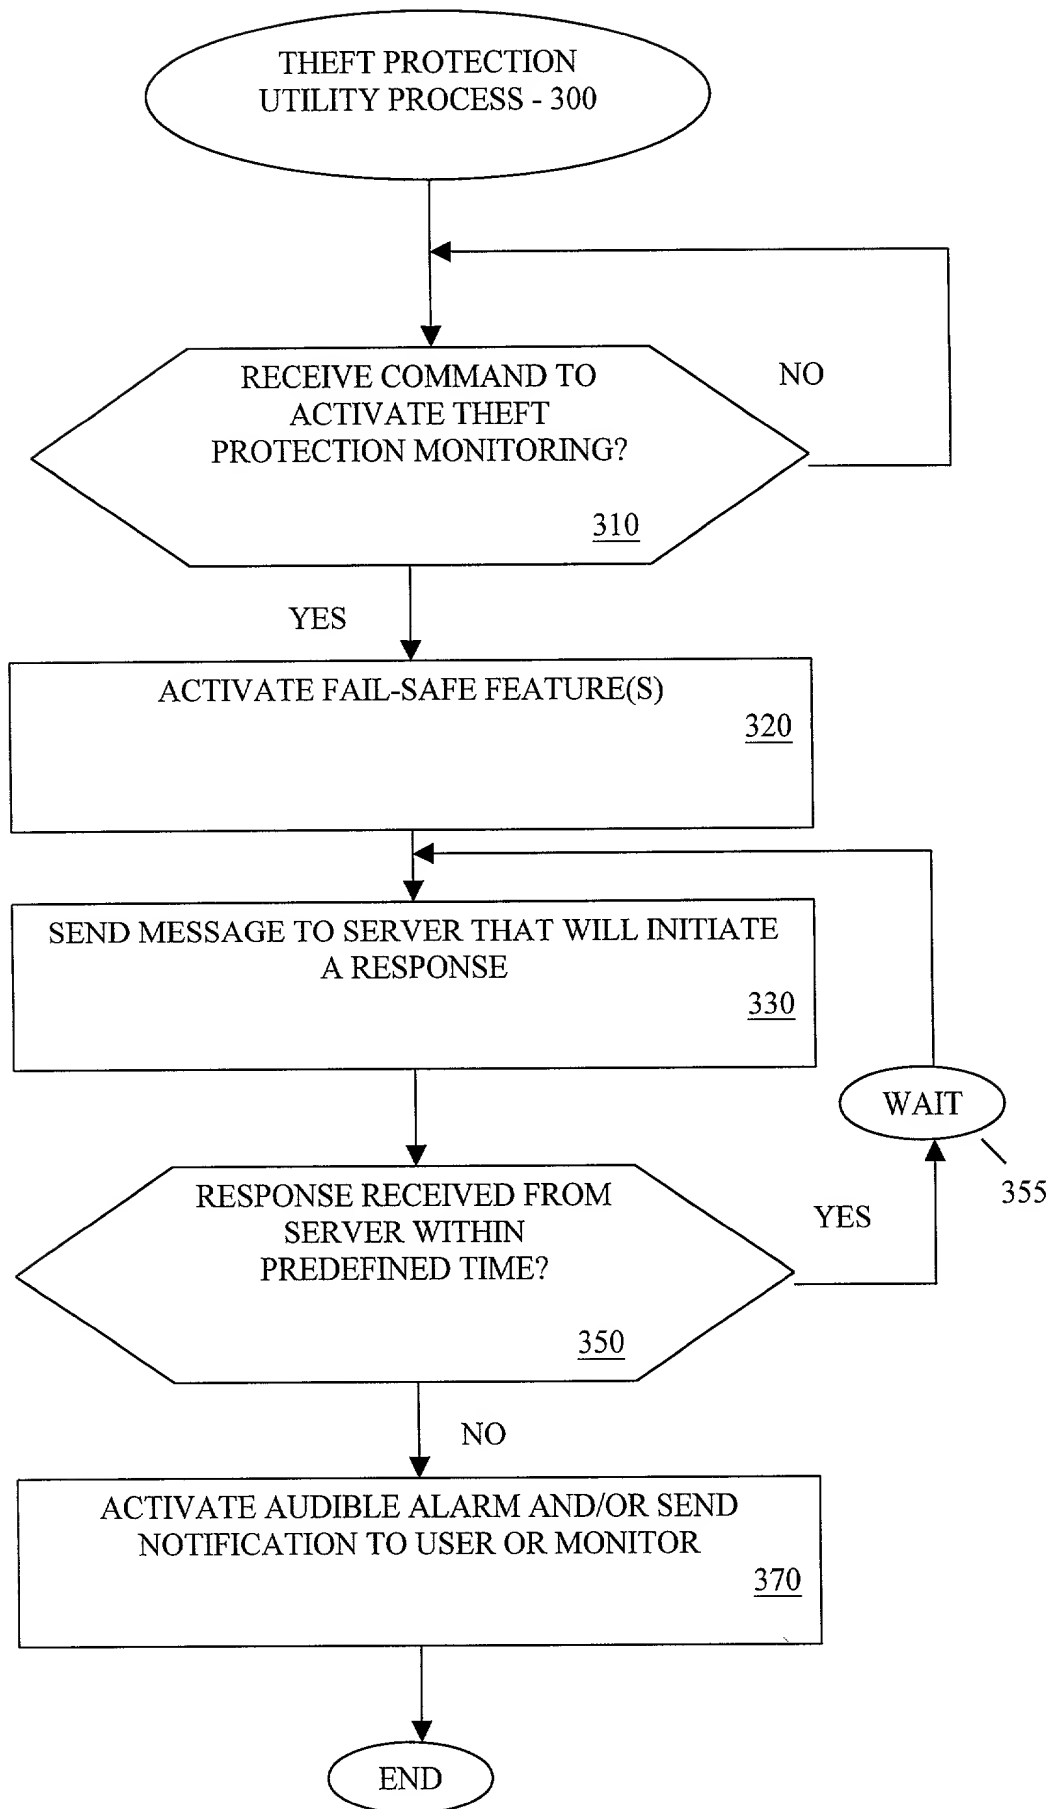 THEFT PROTECTION
UTILITY PROCESS - 300
RECEIVE COMMAND TO
ACTIVATE THEFT
PROTECTION MONITORING?
NO
310
YES
ACTIVATE FAIL-SAFE FEATURE(S)
320
SEND MESSAGE TO SERVER THAT WILL INITIATE
A RESPONSE
330
WAIT
355
RESPONSE RECEIVED FROM
SERVER WITHIN
PREDEFINED TIME?
YES
350
NO
ACTIVATE AUDIBLE ALARM AND/OR SEND
NOTIFICATION TO USER OR MONITOR
370
END